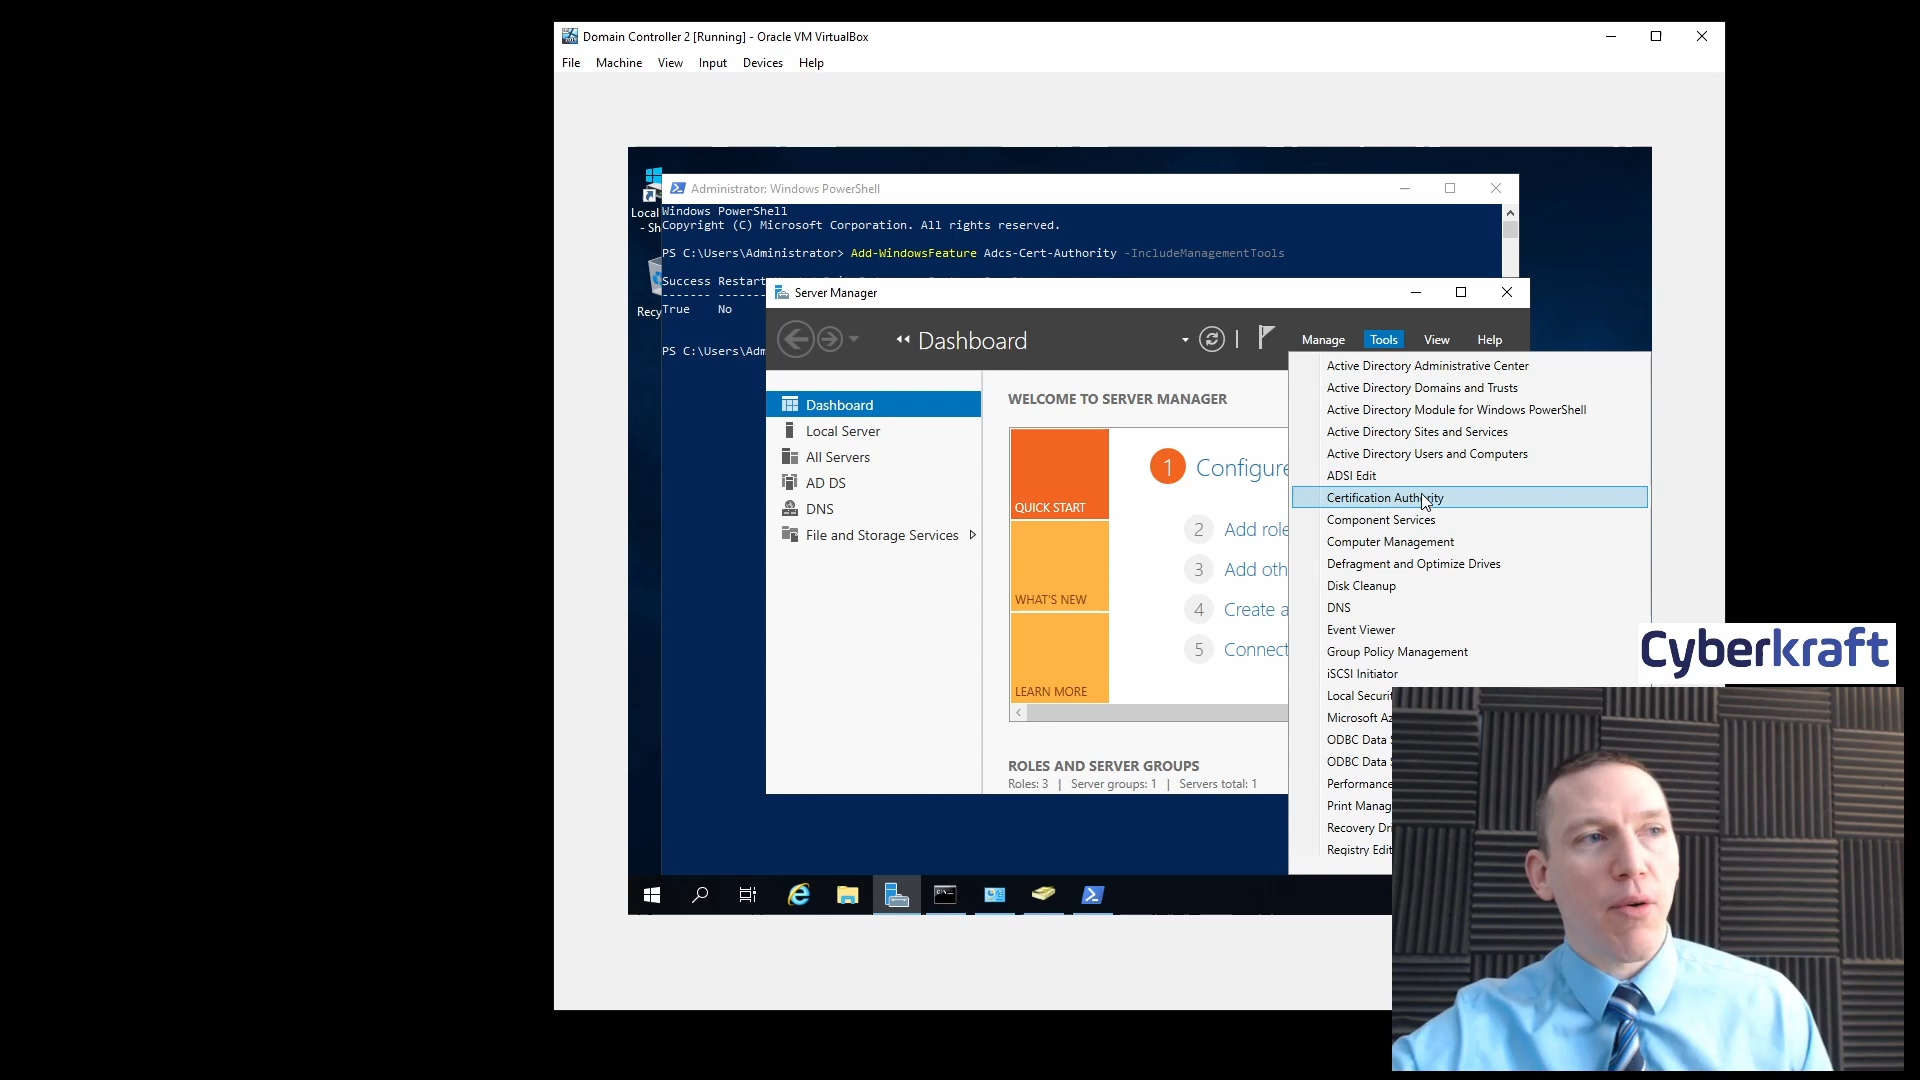 Domain Controller 2 [Running] - Oracle VM VirtualBox
File Machine View Input Devices Help
Administrator: Windows PowerShell
Windows PowerShell
Copyright (C) Microsoft Corporation. All rights reserved.
PS C:\Users\Administrator> Add-WindowsFeature Adcs-Cert-Authority -IncludeManagementTools
Success Restart
------- -------
True No
PS C:\Users\Adm
Local
- Sh
Recy
Server Manager
Dashboard
Manage Tools View Help
Dashboard
Local Server
All Servers
AD DS
DNS
File and Storage Services
WELCOME TO SERVER MANAGER
QUICK START
WHAT'S NEW
LEARN MORE
1 Configure
2 Add role
3 Add oth
4 Create a
5 Connect
ROLES AND SERVER GROUPS
Roles: 3 | Server groups: 1 | Servers total: 1
Active Directory Administrative Center
Active Directory Domains and Trusts
Active Directory Module for Windows PowerShell
Active Directory Sites and Services
Active Directory Users and Computers
ADSI Edit
Certification Authority
Component Services
Computer Management
Defragment and Optimize Drives
Disk Cleanup
DNS
Event Viewer
Group Policy Management
iSCSI Initiator
Local Securit
Microsoft Az
ODBC Data S
ODBC Data S
Performance
Print Manag
Recovery Dri
Registry Edit
Cyberkraft